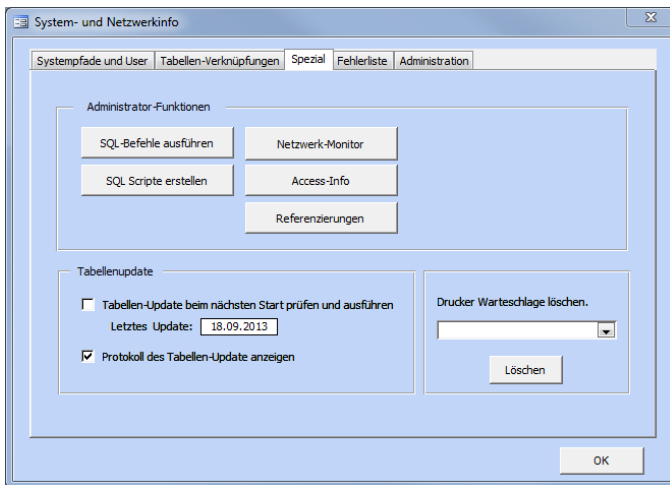 System- und Netzwerkinfo
Systempfade und User Tabellen-Verknüpfungen Spezial Fehlerliste Administration
Administrator-Funktionen
SQL-Befehle ausführen Netzwerk-Monitor
SQL Scripte erstellen Access-Info
Referenzierungen
Tabellenupdate
Tabellen-Update beim nächsten Start prüfen und ausführen
Letztes Update: 18.09.2013
Protokoll des Tabellen-Update anzeigen
Drucker Warteschlage löschen.
Löschen
OK